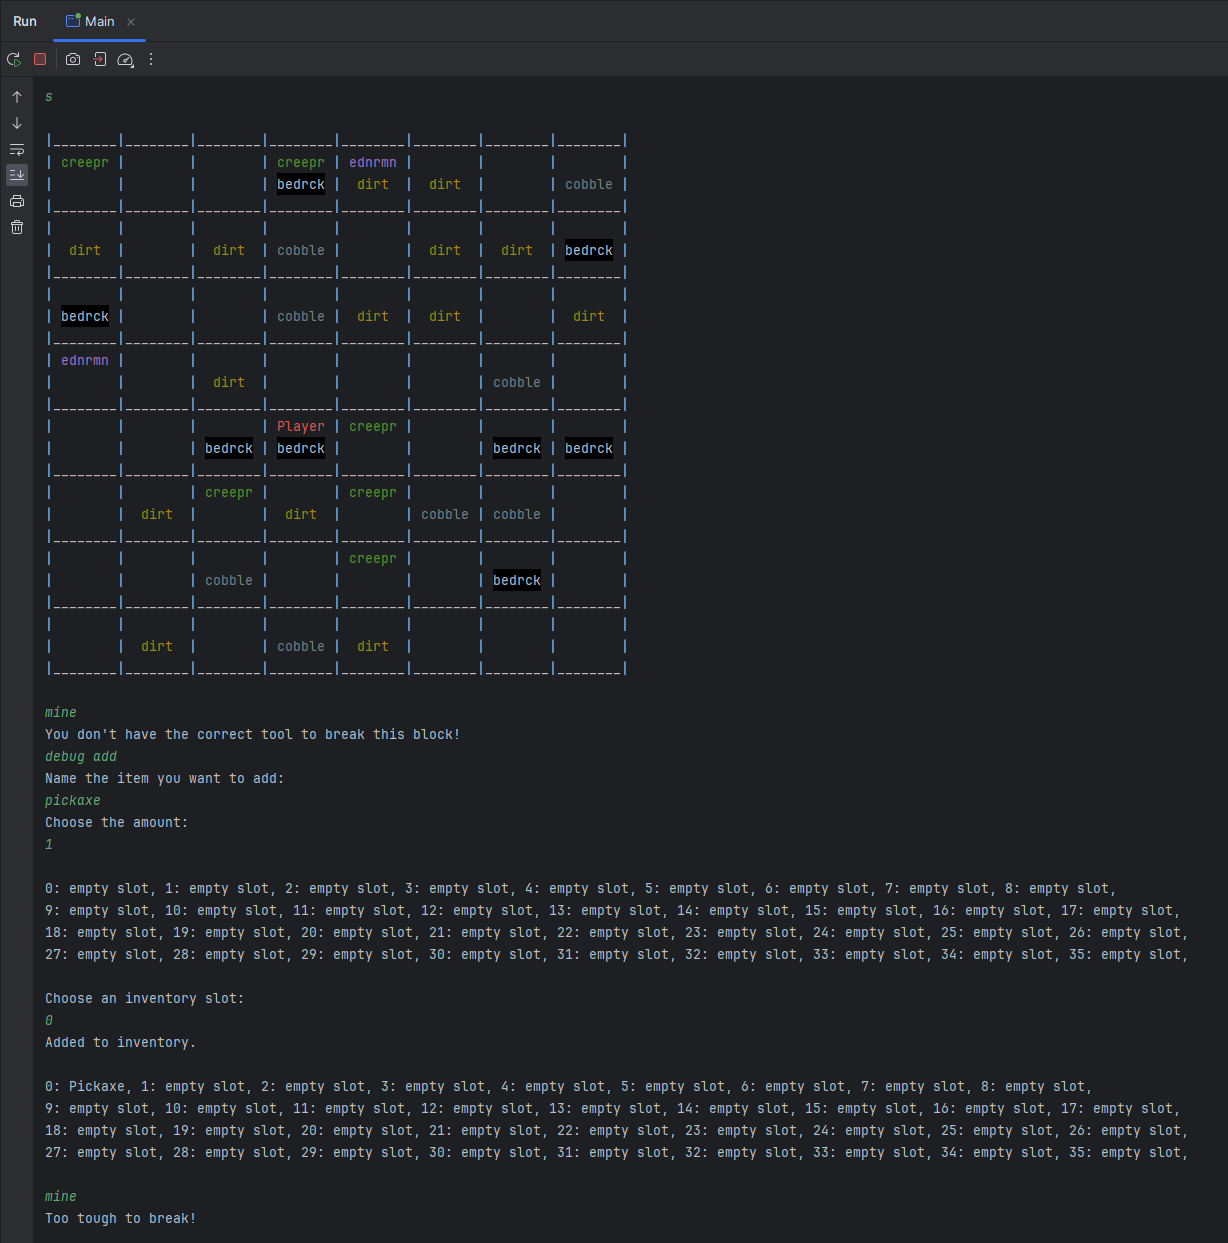 Run Main ×
s
|________|________|________|________|________|________|________|________|
| creepr |        |        | creepr | ednrmn |        |        |        |
|        |        |        | bedrck |  dirt  |  dirt  |        | cobble |
|________|________|________|________|________|________|________|________|
|        |        |        |        |        |        |        |        |
|  dirt  |        |  dirt  | cobble |        |  dirt  |  dirt  | bedrck |
|________|________|________|________|________|________|________|________|
|        |        |        |        |        |        |        |        |
| bedrck |        |        | cobble |  dirt  |  dirt  |        |  dirt  |
|________|________|________|________|________|________|________|________|
| ednrmn |        |        |        |        |        |        |        |
|        |        |  dirt  |        |        |        | cobble |        |
|________|________|________|________|________|________|________|________|
|        |        |        | Player | creepr |        |        |        |
|        |        | bedrck | bedrck |        |        | bedrck | bedrck |
|________|________|________|________|________|________|________|________|
|        |        | creepr |        | creepr |        |        |        |
|        |  dirt  |        |  dirt  |        | cobble | cobble |        |
|________|________|________|________|________|________|________|________|
|        |        |        |        | creepr |        |        |        |
|        |        | cobble |        |        |        | bedrck |        |
|________|________|________|________|________|________|________|________|
|        |        |        |        |        |        |        |        |
|        |  dirt  |        | cobble |  dirt  |        |        |        |
|________|________|________|________|________|________|________|________|
mine
You don't have the correct tool to break this block!
debug add
Name the item you want to add:
pickaxe
Choose the amount:
1
0: empty slot, 1: empty slot, 2: empty slot, 3: empty slot, 4: empty slot, 5: empty slot, 6: empty slot, 7: empty slot, 8: empty slot,
9: empty slot, 10: empty slot, 11: empty slot, 12: empty slot, 13: empty slot, 14: empty slot, 15: empty slot, 16: empty slot, 17: empty slot,
18: empty slot, 19: empty slot, 20: empty slot, 21: empty slot, 22: empty slot, 23: empty slot, 24: empty slot, 25: empty slot, 26: empty slot,
27: empty slot, 28: empty slot, 29: empty slot, 30: empty slot, 31: empty slot, 32: empty slot, 33: empty slot, 34: empty slot, 35: empty slot,
Choose an inventory slot:
0
Added to inventory.
0: Pickaxe, 1: empty slot, 2: empty slot, 3: empty slot, 4: empty slot, 5: empty slot, 6: empty slot, 7: empty slot, 8: empty slot,
9: empty slot, 10: empty slot, 11: empty slot, 12: empty slot, 13: empty slot, 14: empty slot, 15: empty slot, 16: empty slot, 17: empty slot,
18: empty slot, 19: empty slot, 20: empty slot, 21: empty slot, 22: empty slot, 23: empty slot, 24: empty slot, 25: empty slot, 26: empty slot,
27: empty slot, 28: empty slot, 29: empty slot, 30: empty slot, 31: empty slot, 32: empty slot, 33: empty slot, 34: empty slot, 35: empty slot,
mine
Too tough to break!